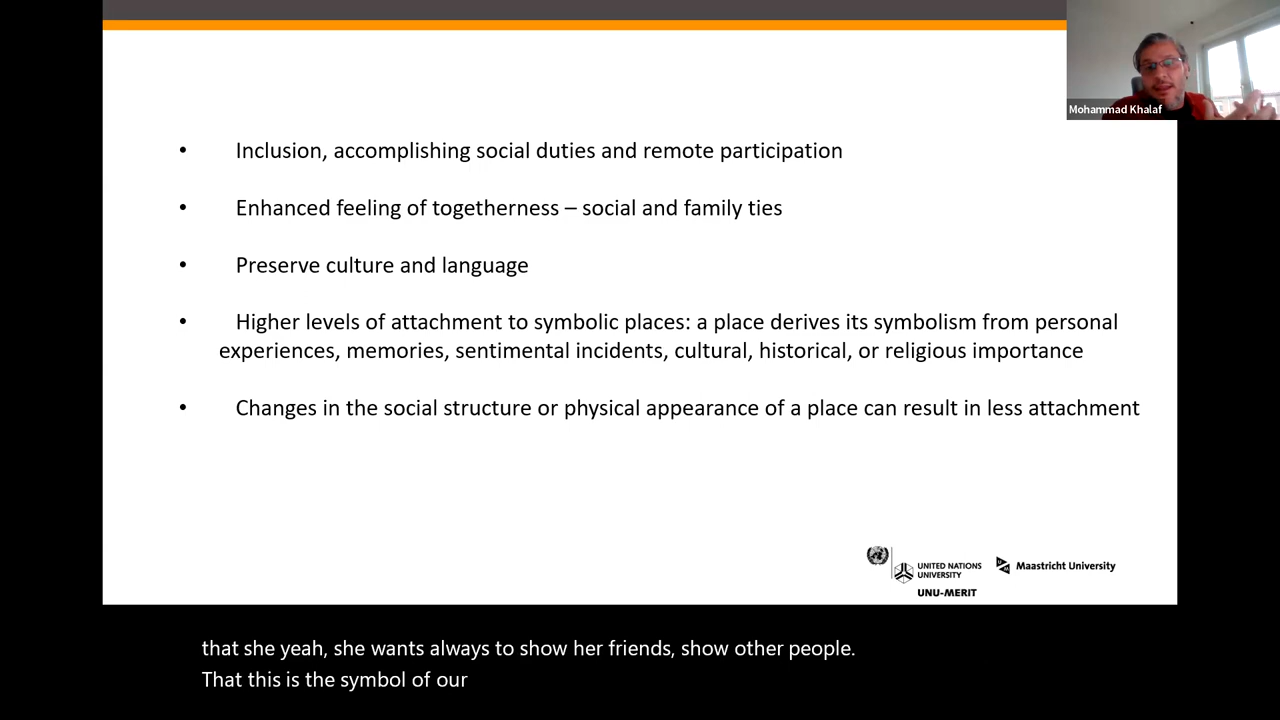 Mohammad Khalaf
• Inclusion, accomplishing social duties and remote participation
• Enhanced feeling of togetherness – social and family ties
• Preserve culture and language
• Higher levels of attachment to symbolic places: a place derives its symbolism from personal
experiences, memories, sentimental incidents, cultural, historical, or religious importance
• Changes in the social structure or physical appearance of a place can result in less attachment
UNITED NATIONS
UNIVERSITY
UNU-MERIT
Maastricht University
that she yeah, she wants always to show her friends, show other people.
That this is the symbol of our